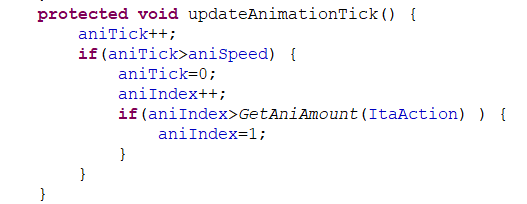 protected void updateAnimationTick() {
aniTick++;
if(aniTick>aniSpeed) {
aniTick=0;
aniIndex++;
if(aniIndex>GetAniAmount(ItaAction) ) {
aniIndex=1;
}
}
}